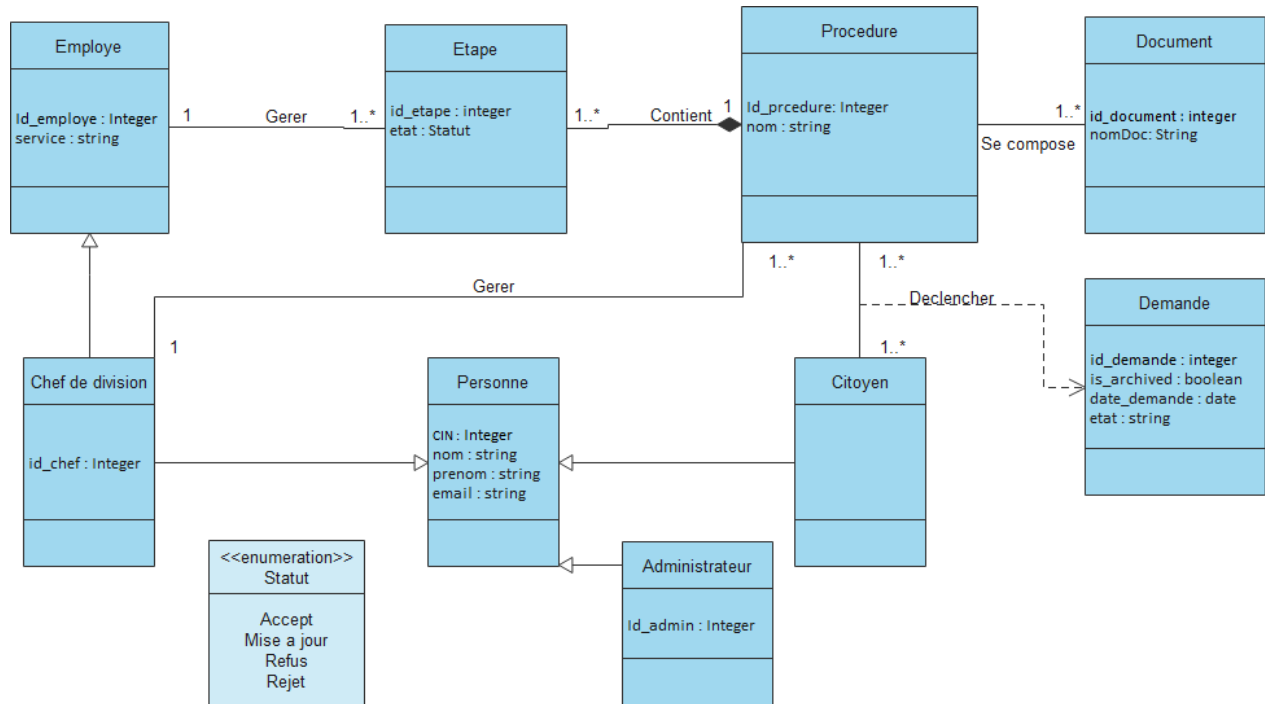 Employe
Id_employe : Integer
service : string
1
Gerer
1..*
Etape
id_etape : integer
etat : Statut
1..*
Contient
1
Procedure
Id_prcedure: Integer
nom : string
1..*
Se compose
Document
id_document : integer
nomDoc: String
1..*
1..*
Gerer
Declencher
1
1..*
Demande
id_demande : integer
is_archived : boolean
date_demande : date
etat : string
Chef de division
id_chef : Integer
Personne
CIN : Integer
nom : string
prenom : string
email : string
Citoyen
<<enumeration>>
Statut
Accept
Mise a jour
Refus
Rejet
Administrateur
Id_admin : Integer